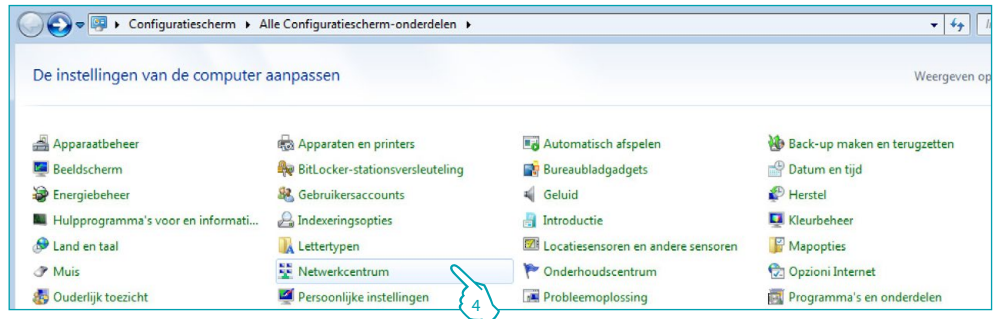 Configuratiescherm Alle Configuratiescherm-onderdelen
De instellingen van de computer aanpassen
Weergeven op
Apparaatbeheer
Apparaten en printers
Automatisch afspelen
Back-up maken en terugzetten
Beeldscherm
BitLocker-stationsversleuteling
Bureaubladgadgets
Datum en tijd
Energiebeheer
Gebruikersaccounts
Geluid
Herstel
Hulpprogramma's voor en informati...
Indexeringsopties
Introductie
Kleurbeheer
Land en taal
Lettertypen
Locatiesensoren en andere sensoren
Mapopties
Muis
Netwerkcentrum
Onderhoudscentrum
Opzioni Internet
Ouderlijk toezicht
Persoonlijke instellingen
Probleemoplossing
Programma's en onderdelen
4